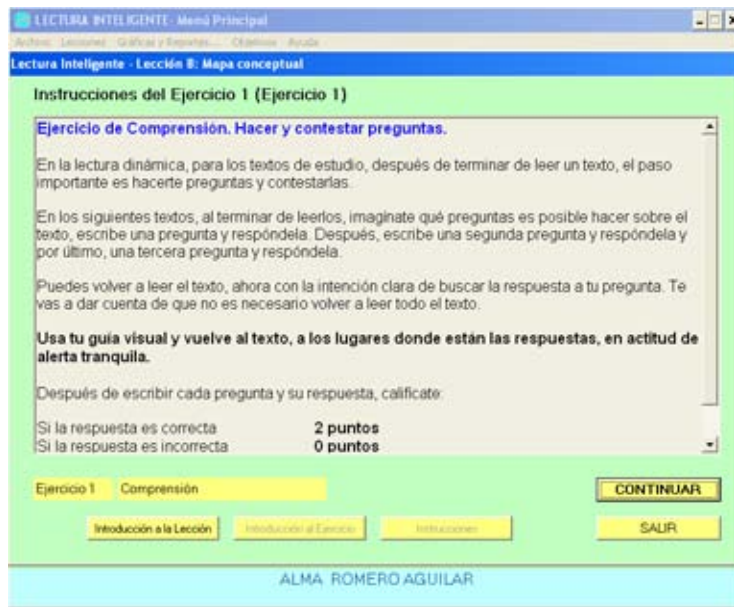 LECTURA INTELIGENTE - Menú Principal
Archivo Lecciones Gráficas y Reportes... Objetivos Ayuda
Lectura Inteligente - Lección 8: Mapa conceptual
Instrucciones del Ejercicio 1 (Ejercicio 1)
Ejercicio de Comprensión. Hacer y contestar preguntas.
En la lectura dinámica, para los textos de estudio, después de terminar de leer un texto, el paso
importante es hacerte preguntas y contestarlas.
En los siguientes textos, al terminar de leerlos, imagínate qué preguntas es posible hacer sobre el
texto, escribe una pregunta y respóndela. Después, escribe una segunda pregunta y respóndela y
por último, una tercera pregunta y respóndela.
Puedes volver a leer el texto, ahora con la intención clara de buscar la respuesta a tu pregunta. Te
vas a dar cuenta de que no es necesario volver a leer todo el texto.
Usa tu guía visual y vuelve al texto, a los lugares donde están las respuestas, en actitud de
alerta tranquila.
Después de escribir cada pregunta y su respuesta, califícate:
Si la respuesta es correcta 2 puntos
Si la respuesta es incorrecta 0 puntos
Ejercicio 1 Comprensión CONTINUAR
Introducción a la Lección Introducción al Ejercicio Instrucciones SALIR
ALMA ROMERO AGUILAR